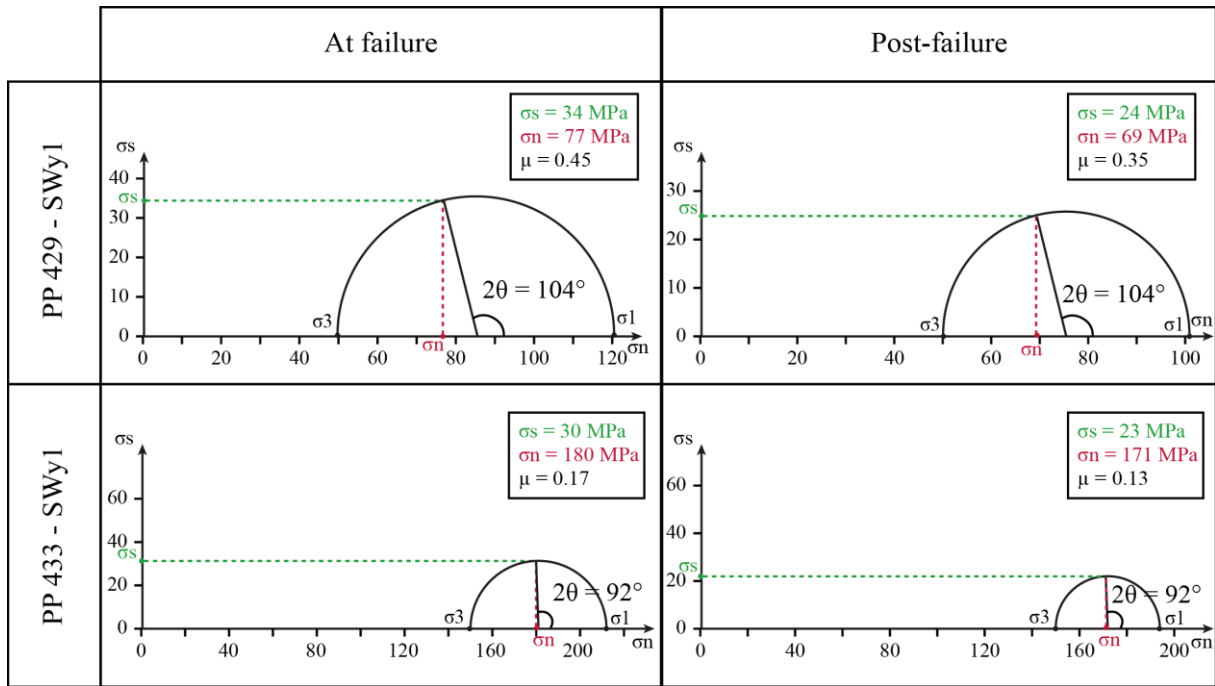 At failure
Post-failure
PP 429 - SWy1
σs = 34 MPa
σn = 77 MPa
μ = 0.45
σs
40
σs
30
20
10
0
2θ = 104°
σ3
σ1
0
20
40
60
σn
80
100
120
σn
σs = 24 MPa
σn = 69 MPa
μ = 0.35
σs
30
σs
20
10
0
2θ = 104°
σ3
σ1
σn
0
20
40
60
σn
80
100
PP 433 - SWy1
σs = 30 MPa
σn = 180 MPa
μ = 0.17
σs
60
40
σs
20
0
2θ = 92°
σ3
σ1
0
40
80
120
160
σn
200
σn
σs = 23 MPa
σn = 171 MPa
μ = 0.13
σs
60
40
σs
20
0
2θ = 92°
σ3
σ1
0
40
80
120
160
σn
200
σn